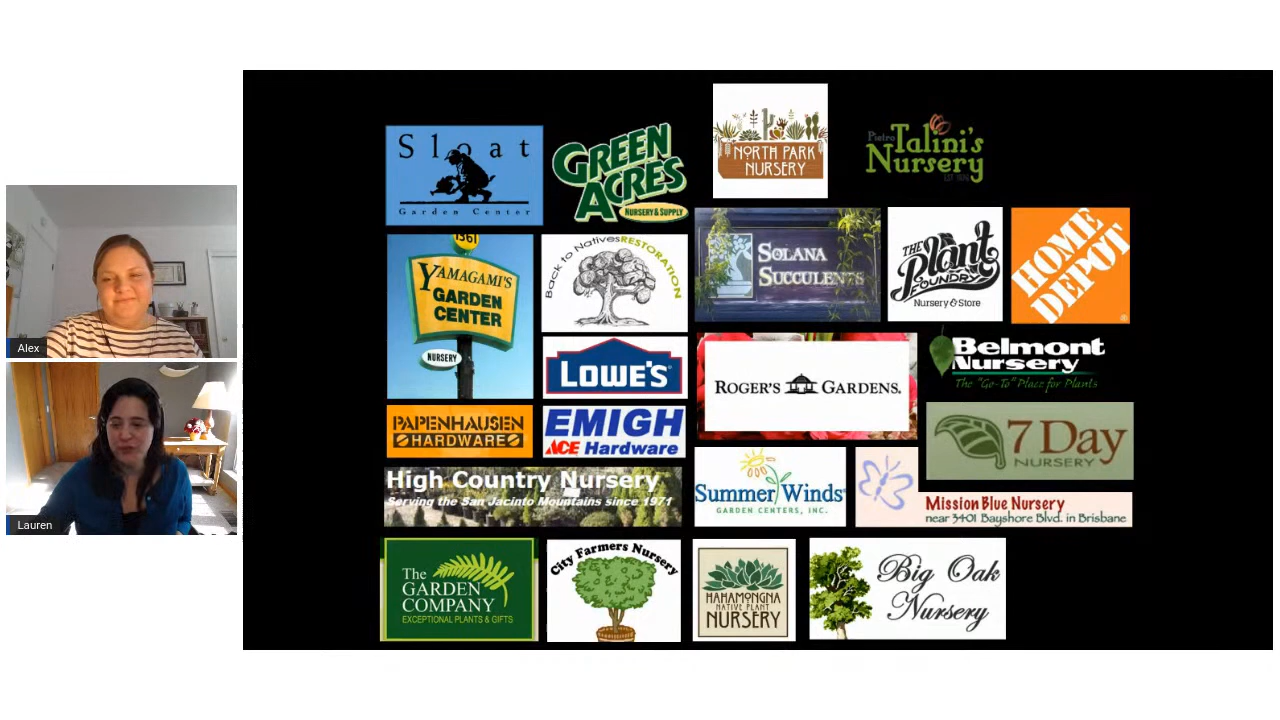 Alex
Lauren
Sloat
Garden Center
GREEN
ACRES
NURSERY & SUPPLY
NORTH PARK
NURSERY
Pietro
Talini's
Nursery
1961
YAMAGAMI'S
GARDEN
CENTER
NURSERY
Back to Natives RESTORATION
SOLANA
SUCCULENTS
THE
Plant
FOUNDRY
Nursery & Store
HOME
DEPOT
LOWE'S
ROGER'S GARDENS.
Belmont
Nursery
The "Go-To" Place for Plants
PAPENHAUSEN
HARDWARE
EMIGH
ACE Hardware
7 Day
NURSERY
High Country Nursery
Serving the San Jacinto Mountains since 1971
SummerWinds
GARDEN CENTERS, INC.
Mission Blue Nursery
near 3401 Bayshore Blvd. in Brisbane
The
GARDEN
COMPANY
EXCEPTIONAL PLANTS & GIFTS
City Farmers Nursery
HAHAMONGNA
NATIVE PLANT
NURSERY
Big Oak
Nursery